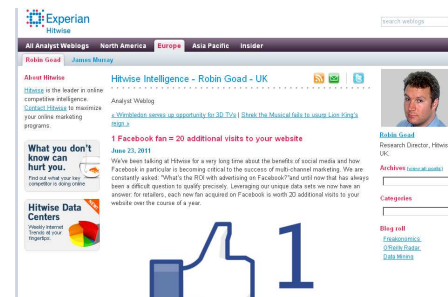 Experian
Hitwise
search weblogs
All Analyst Weblogs North America Europe Asia Pacific Insider
Robin Goad James Murray
About Hitwise
Hitwise is the leader in online
competitive intelligence.
Contact Hitwise to maximize
your online marketing
programs.
What you don't
know can
hurt you.
Find out what your key
competitor is doing online
Hitwise Data
Centers
NEW
Weekly Internet
Trends at your
fingertips.
Hitwise Intelligence - Robin Goad - UK
Analyst Weblog
« Wimbledon serves up opportunity for 3D TVs | Shrek the Musical fails to usurp Lion King's
reign »
1 Facebook fan = 20 additional visits to your website
June 23, 2011
We've been talking at Hitwise for a very long time about the benefits of social media and how
Facebook in particular is becoming critical to the success of multi-channel marketing. We are
constantly asked: "What's the ROI with advertising on Facebook?"and until now that has always
been a difficult question to qualify precisely. Leveraging our unique data sets we now have an
answer: for retailers, each new fan acquired on Facebook is worth 20 additional visits to your
website over the course of a year.
1
Robin Goad
Research Director, Hitwise
UK.
Archives (view all posts)
Categories
Blog roll
Freakonomics
O'Reilly Radar
Data Mining